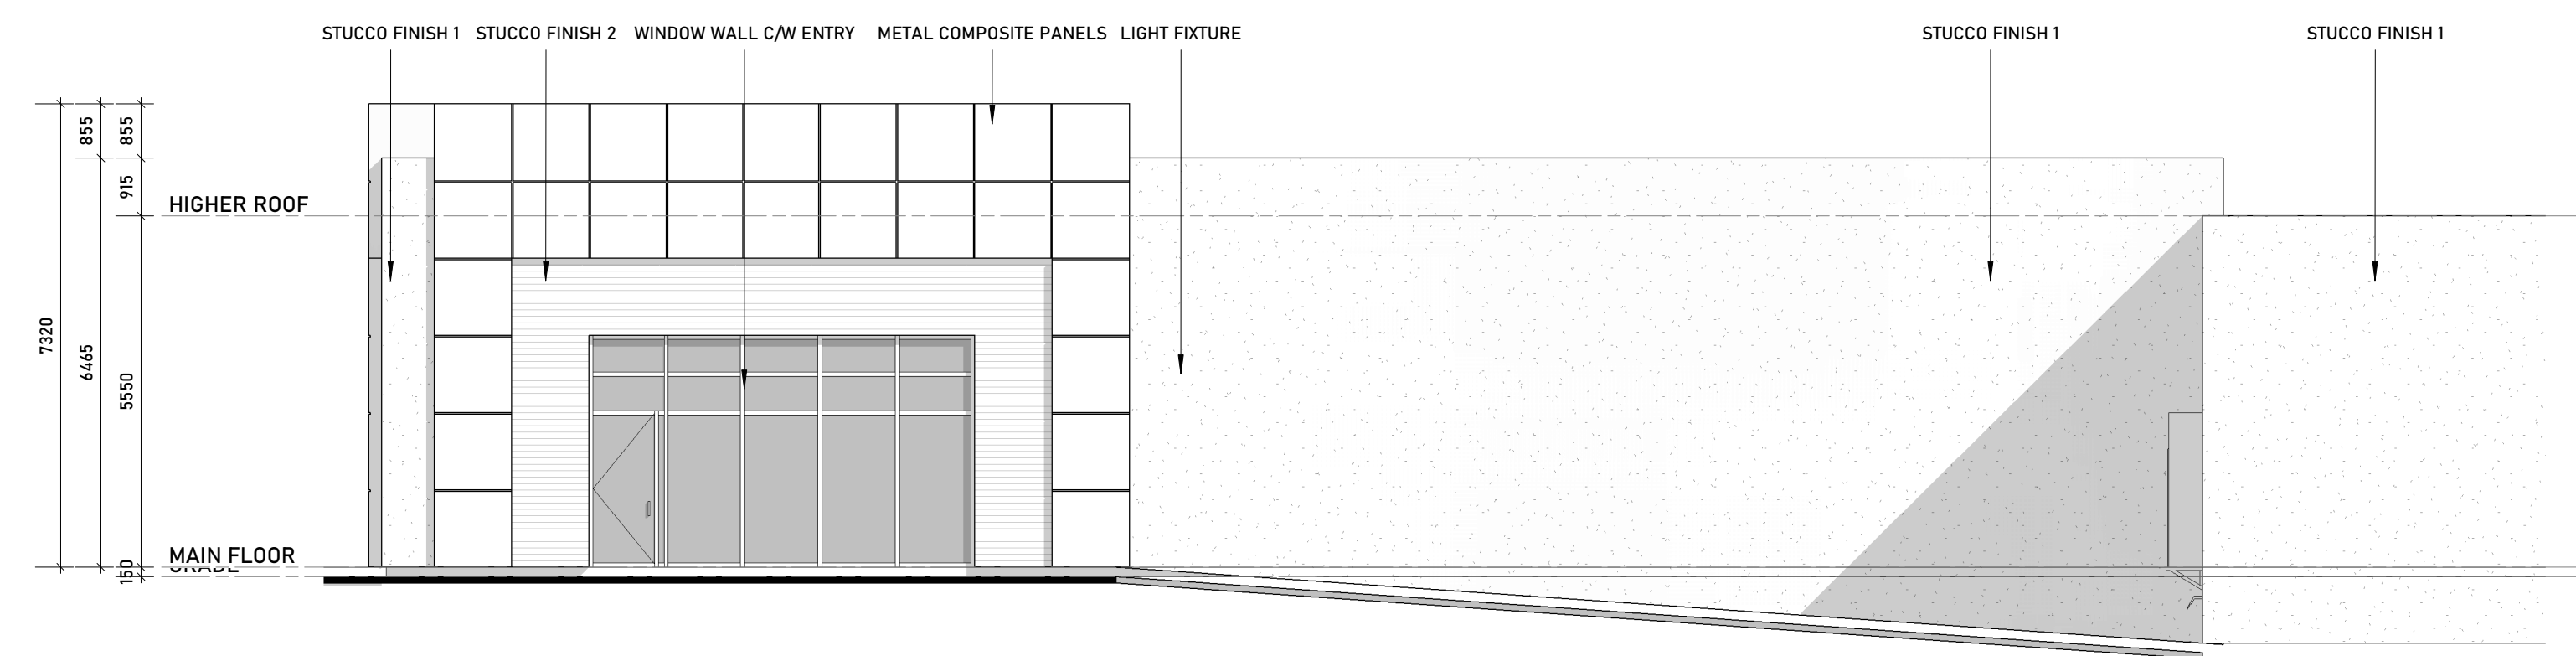 STUCCO FINISH 1
STUCCO FINISH 2
WINDOW WALL C/W ENTRY
METAL COMPOSITE PANELS
LIGHT FIXTURE
STUCCO FINISH 1
STUCCO FINISH 1
855
855
915
HIGHER ROOF
7320
6465
5550
MAIN FLOOR
150